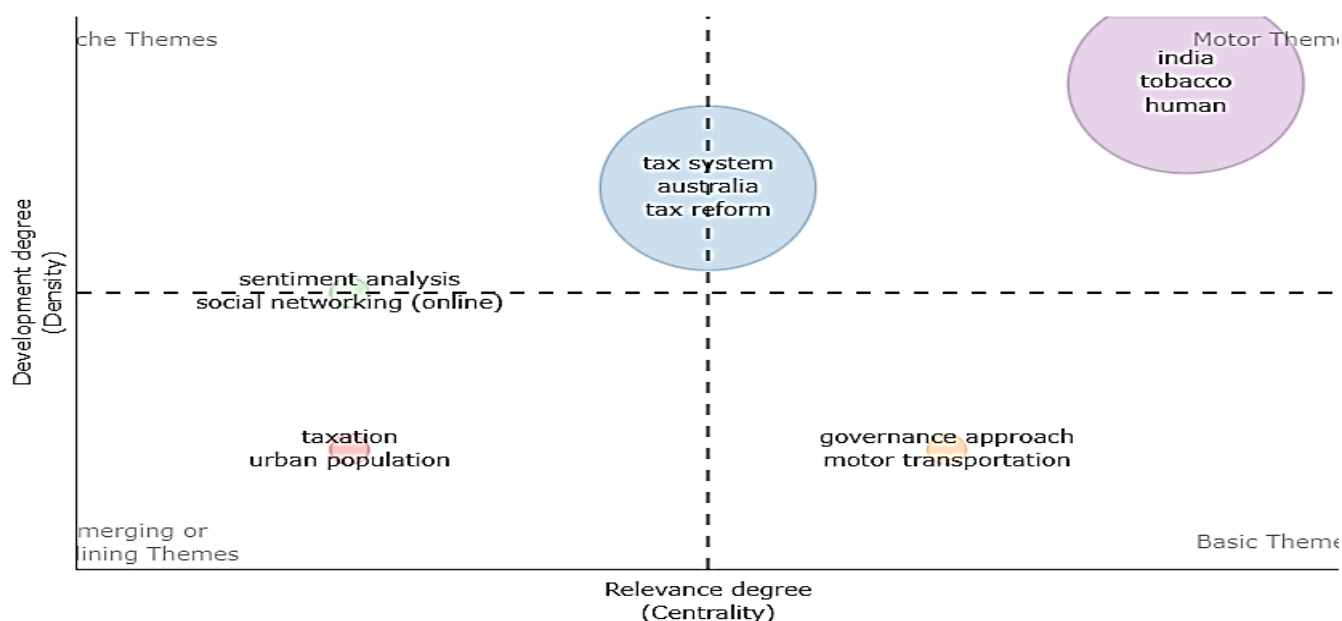 che Themes
Motor Theme
india
tobacco
human
tax system
australia
tax reform
Development degree
(Density)
sentiment analysis
social networking (online)
taxation
urban population
governance approach
motor transportation
merging or
lining Themes
Basic Theme
Relevance degree
(Centrality)